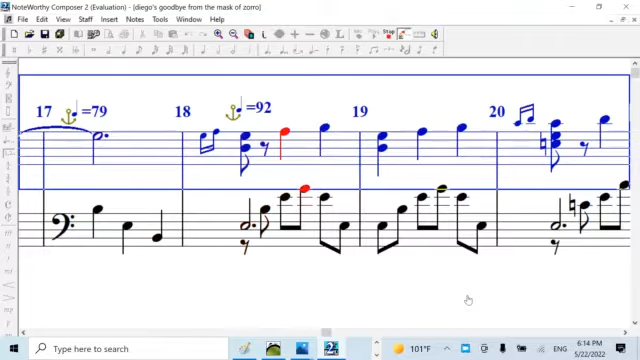 NoteWorthy Composer 2 (Evaluation) - [diego's goodbye from the mask of zorro]
File Edit View Insert Staff Notes Tools Window Help
17 =79 18 =92 19 20
Type here to search
101°F
ENG
6:14 PM
5/22/2022